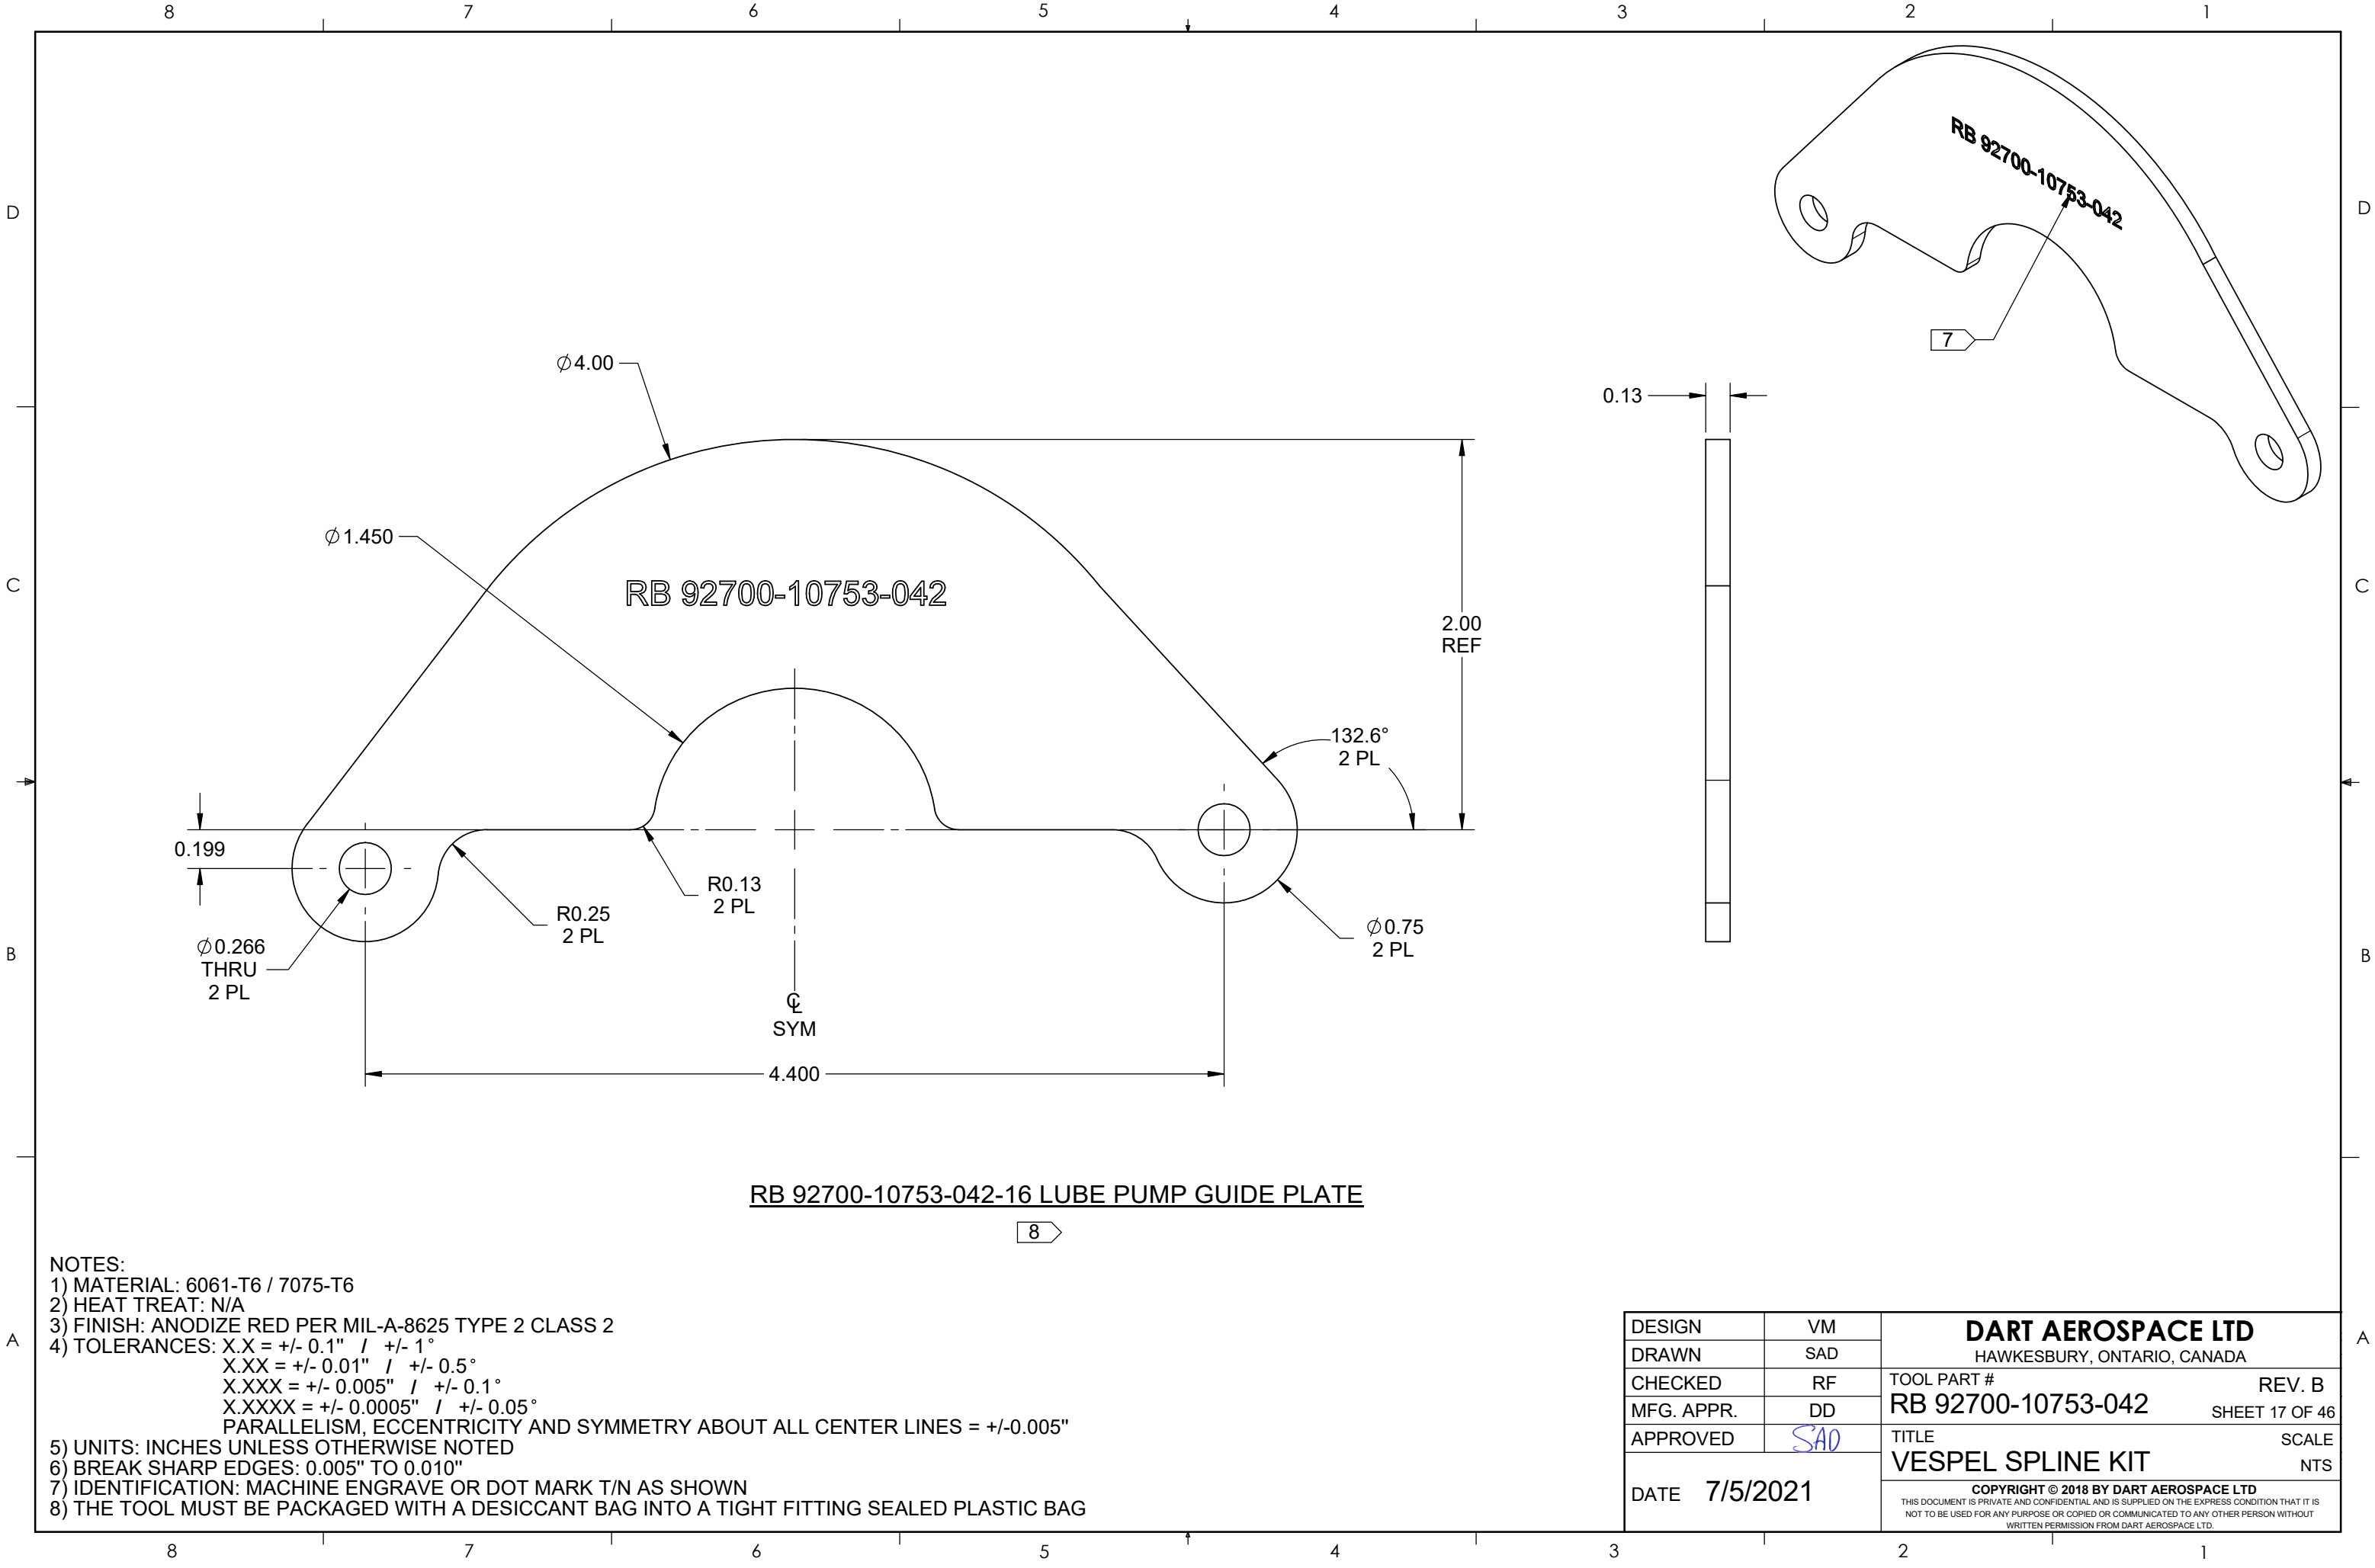 8 7 6 5 4 3 2 1
D D
RB 92700-10753-042
7
⌀4.00
0.13
⌀1.450
C C
RB 92700-10753-042
2.00
REF
132.6°
2 PL
0.199
R0.13
2 PL
R0.25
2 PL
⌀0.75
2 PL
⌀0.266
THRU
2 PL
B B
℄
SYM
4.400
RB 92700-10753-042-16 LUBE PUMP GUIDE PLATE
8
NOTES:
1) MATERIAL: 6061-T6 / 7075-T6
2) HEAT TREAT: N/A
3) FINISH: ANODIZE RED PER MIL-A-8625 TYPE 2 CLASS 2
4) TOLERANCES: X.X = +/- 0.1" / +/- 1°
X.XX = +/- 0.01" / +/- 0.5°
X.XXX = +/- 0.005" / +/- 0.1°
X.XXXX = +/- 0.0005" / +/- 0.05°
PARALLELISM, ECCENTRICITY AND SYMMETRY ABOUT ALL CENTER LINES = +/-0.005"
5) UNITS: INCHES UNLESS OTHERWISE NOTED
6) BREAK SHARP EDGES: 0.005" TO 0.010"
7) IDENTIFICATION: MACHINE ENGRAVE OR DOT MARK T/N AS SHOWN
8) THE TOOL MUST BE PACKAGED WITH A DESICCANT BAG INTO A TIGHT FITTING SEALED PLASTIC BAG
A A
DESIGN VM
DRAWN SAD
CHECKED RF
MFG. APPR. DD
APPROVED SAD
DATE 7/5/2021
DART AEROSPACE LTD
HAWKESBURY, ONTARIO, CANADA
TOOL PART #
RB 92700-10753-042
REV. B
SHEET 17 OF 46
TITLE
VESPEL SPLINE KIT
SCALE
NTS
COPYRIGHT © 2018 BY DART AEROSPACE LTD
THIS DOCUMENT IS PRIVATE AND CONFIDENTIAL AND IS SUPPLIED ON THE EXPRESS CONDITION THAT IT IS
NOT TO BE USED FOR ANY PURPOSE OR COPIED OR COMMUNICATED TO ANY OTHER PERSON WITHOUT
WRITTEN PERMISSION FROM DART AEROSPACE LTD.
8 7 6 5 4 3 2 1